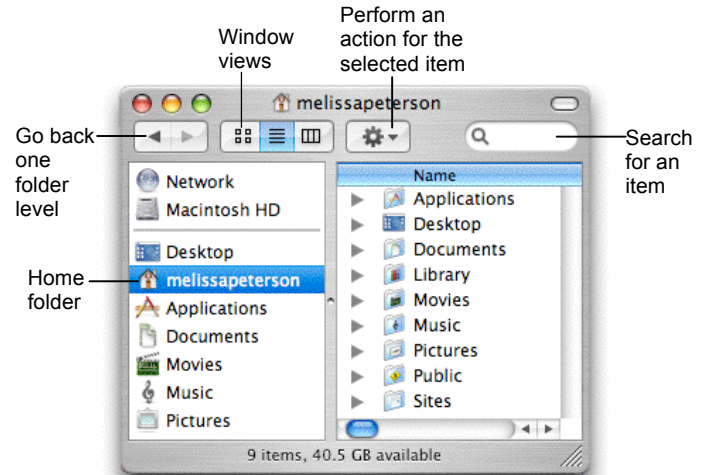 Perform an
action for the
selected item
Window
views
melissapeterson
Go back
one
folder
level
Search
for an
item
Network
Macintosh HD
Desktop
Home
folder
melissapeterson
Applications
Documents
Movies
Music
Pictures
Name
Applications
Desktop
Documents
Library
Movies
Music
Pictures
Public
Sites
9 items, 40.5 GB available